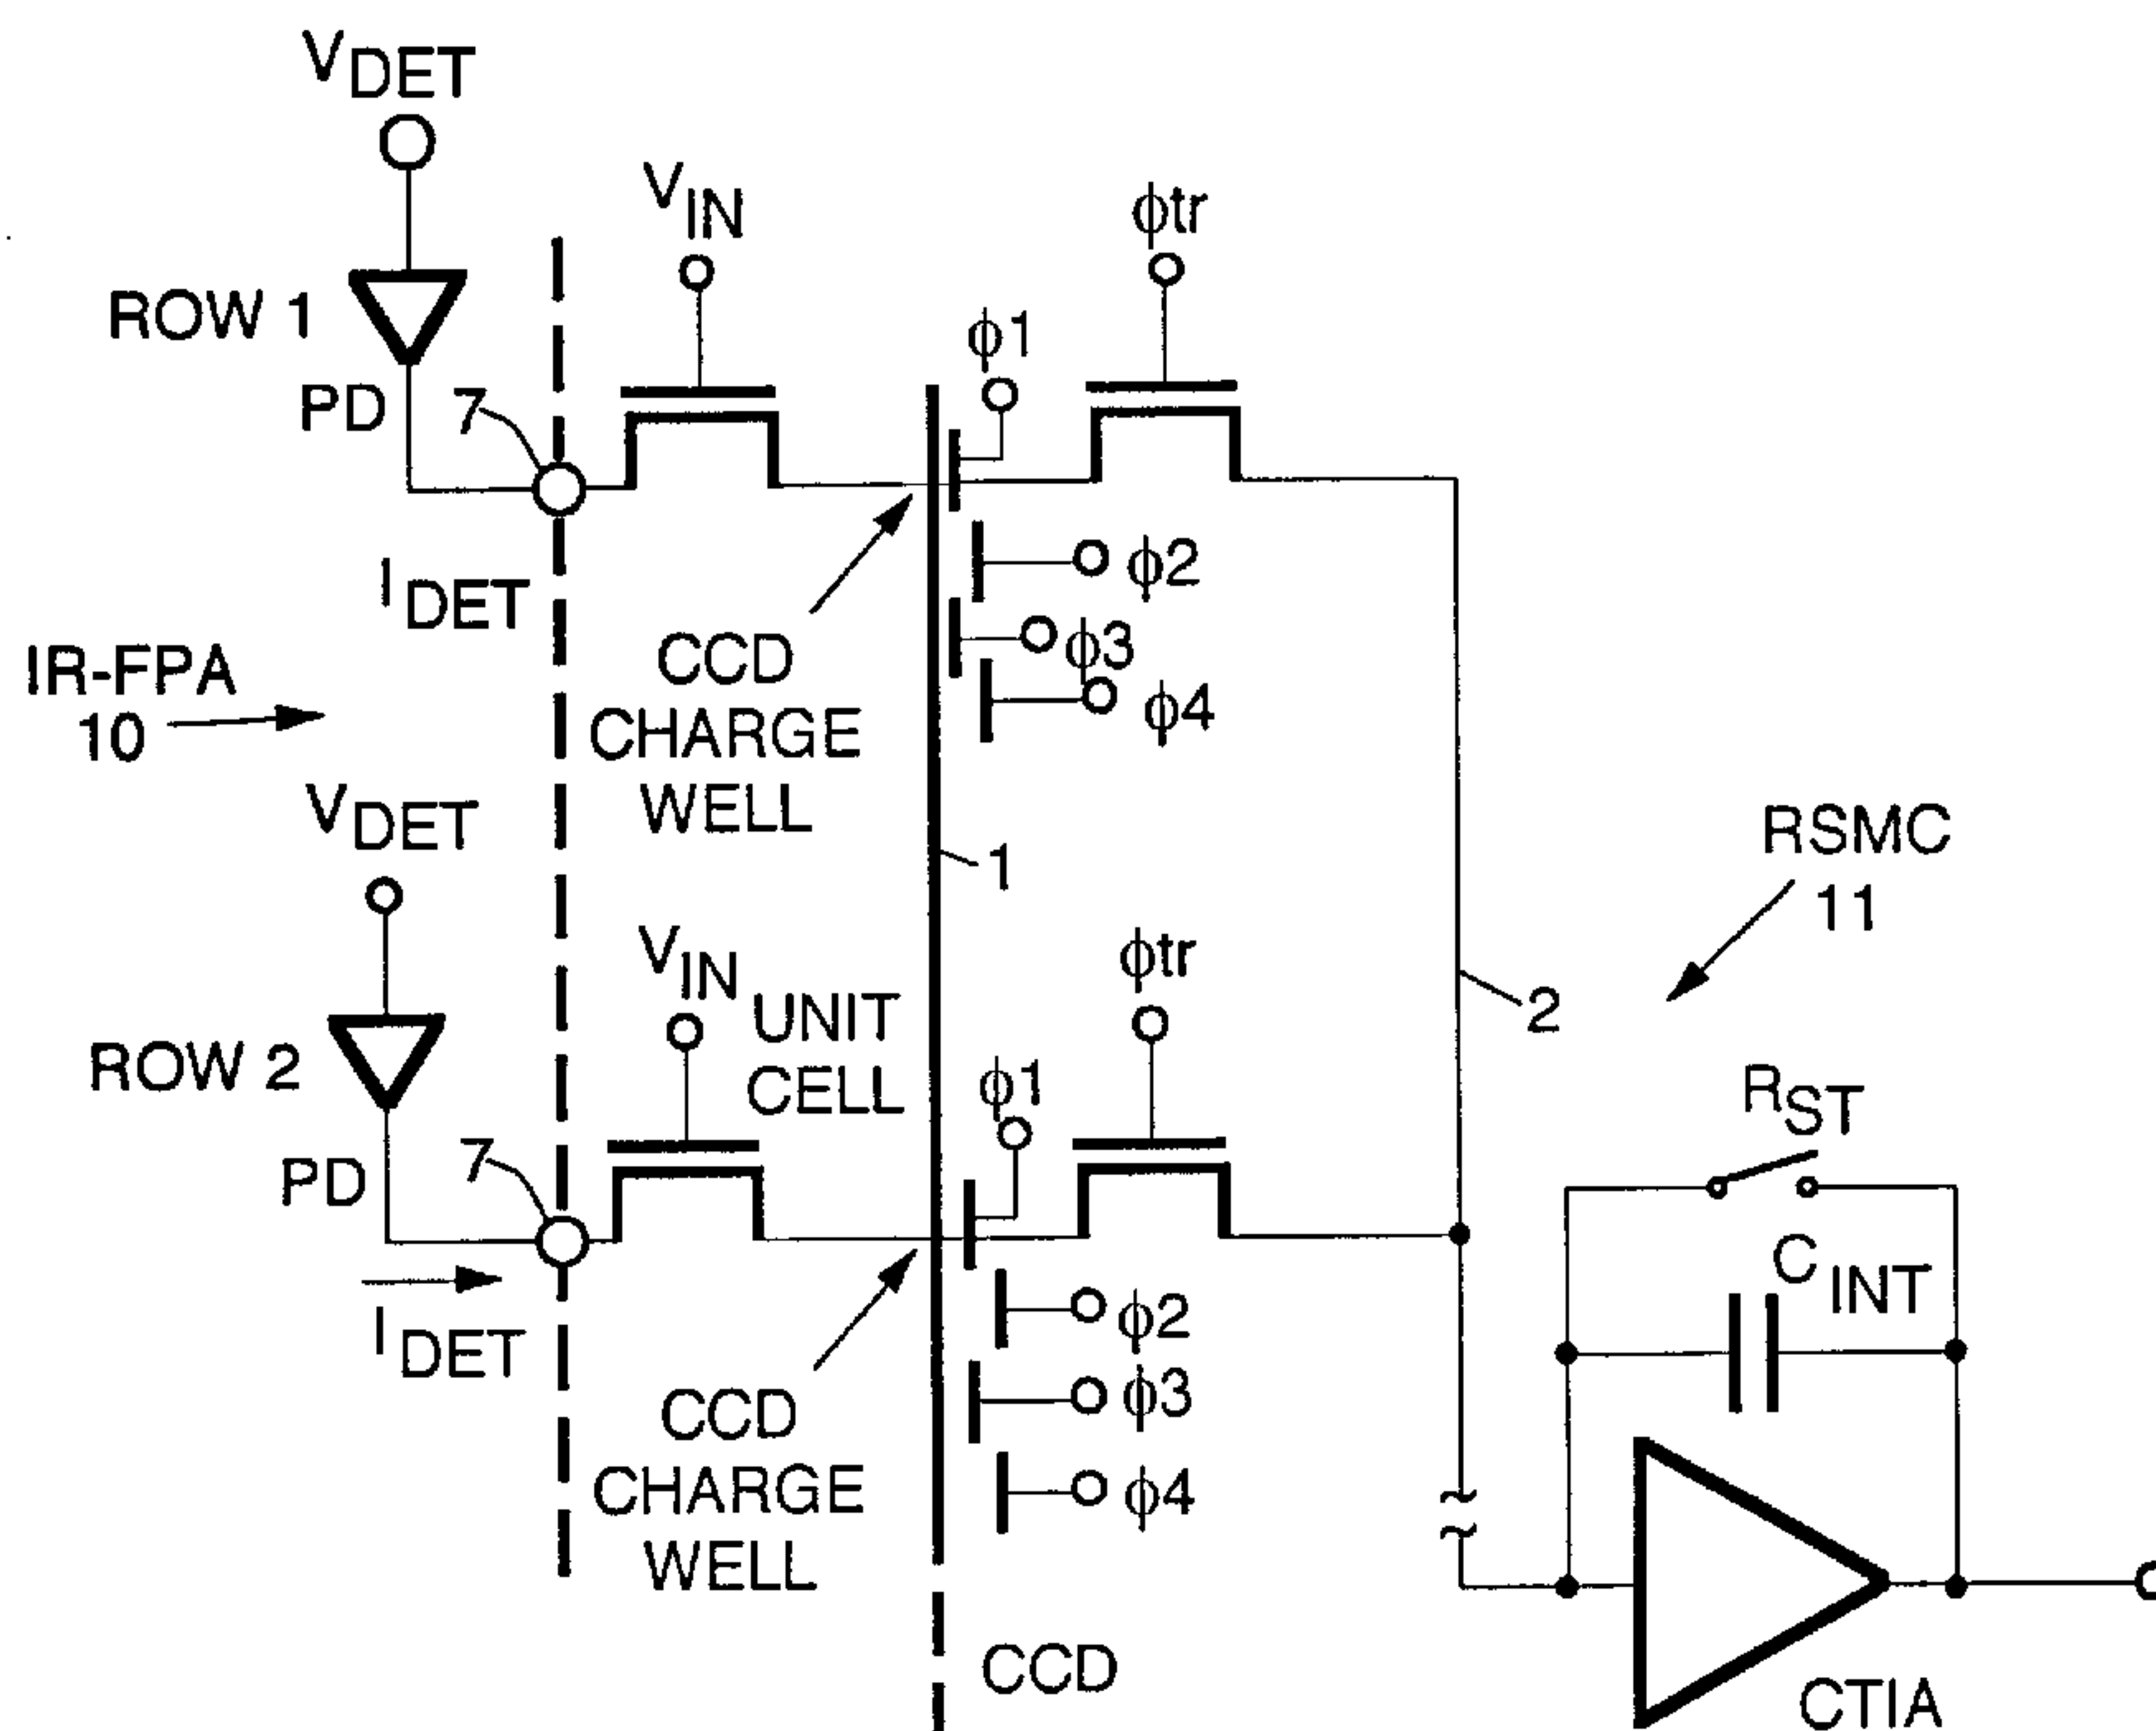 VDET
VIN
ϕtr
ROW 1
ϕ1
PD
7
IDET
ϕ2
CCD
CHARGE
WELL
ϕ3
ϕ4
IR-FPA
10
VDET
1
RSMC
11
VIN
UNIT
CELL
ϕtr
2
ROW 2
ϕ1
RST
PD
7
CINT
IDET
ϕ2
ϕ3
CCD
CHARGE
WELL
ϕ4
CCD
CTIA